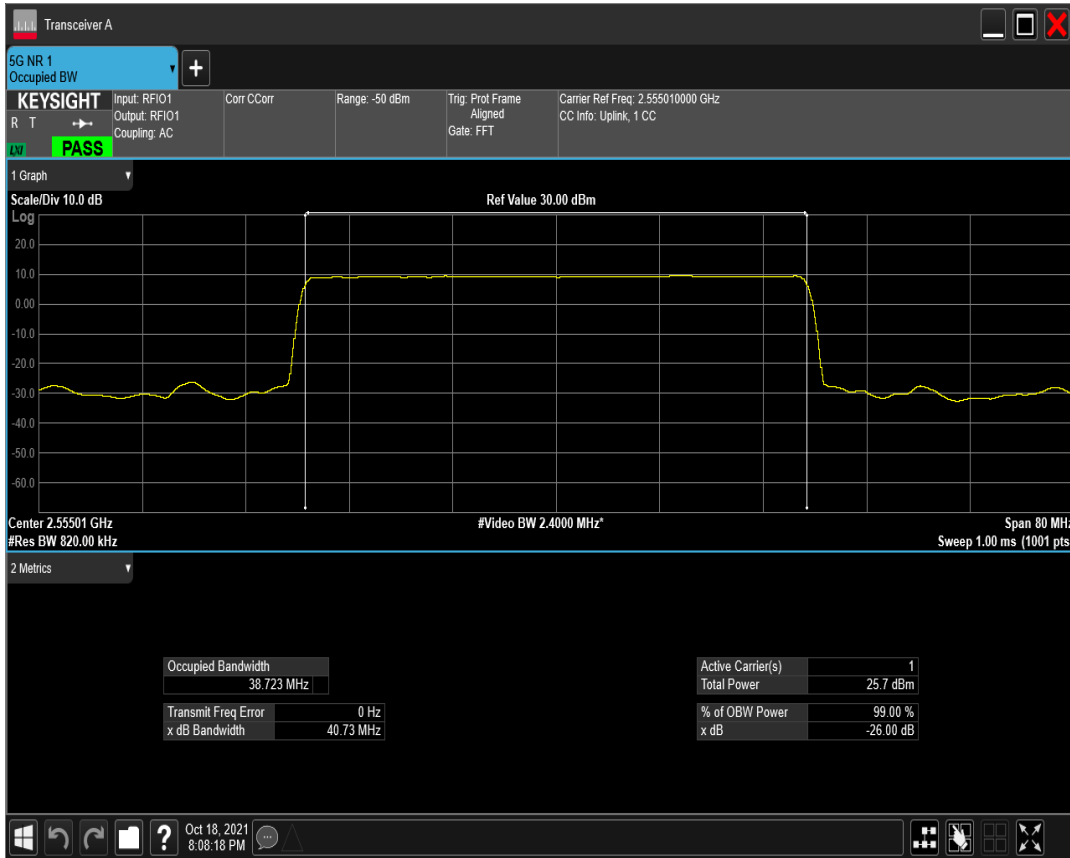 Transceiver A
5G NR 1
Occupied BW
+
KEYSIGHT
R T
LXI
PASS
Input: RFIO1
Output: RFIO1
Coupling: AC
Corr CCorr
Range: -50 dBm
Trig: Prot Frame
Aligned
Gate: FFT
Carrier Ref Freq: 2.555010000 GHz
CC Info: Uplink, 1 CC
1 Graph
Scale/Div 10.0 dB
Ref Value 30.00 dBm
Log
20.0
10.0
0.00
-10.0
-20.0
-30.0
-40.0
-50.0
-60.0
Center 2.55501 GHz
#Video BW 2.4000 MHz*
Span 80 MHz
#Res BW 820.00 kHz
Sweep 1.00 ms (1001 pts
2 Metrics
Occupied Bandwidth
38.723 MHz
Transmit Freq Error 0 Hz
x dB Bandwidth 40.73 MHz
Active Carrier(s) 1
Total Power 25.7 dBm
% of OBW Power 99.00 %
x dB -26.00 dB
?
Oct 18, 2021
8:08:18 PM